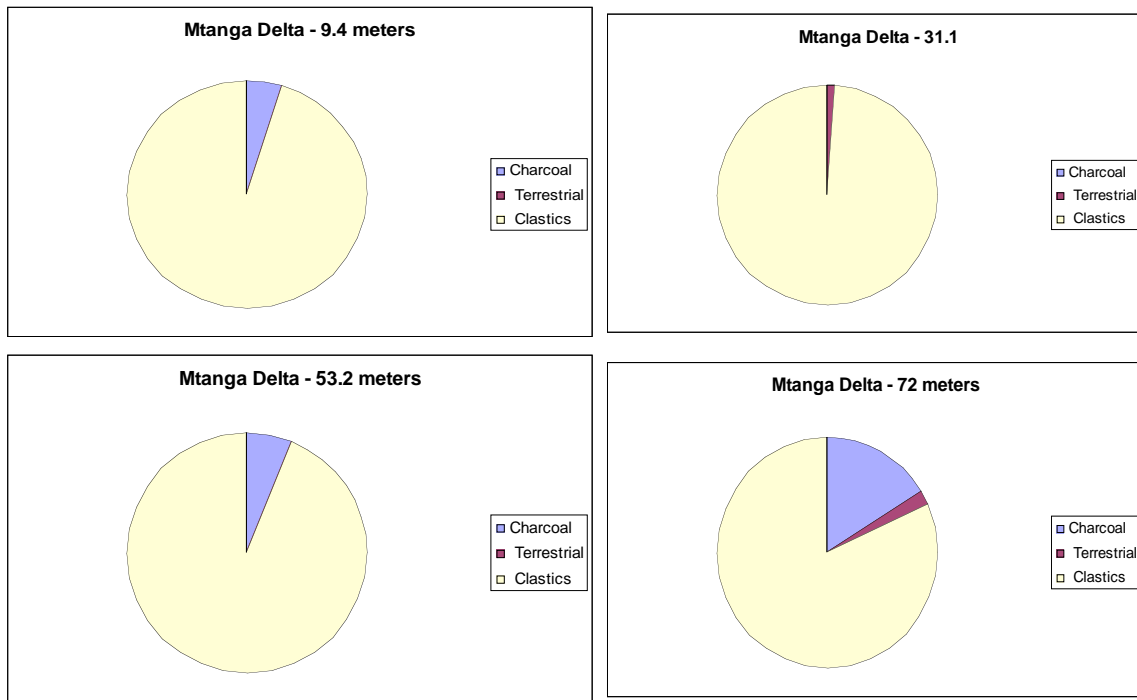 Mtanga Delta - 9.4 meters
Charcoal
Terrestrial
Clastics
Mtanga Delta - 31.1
Charcoal
Terrestrial
Clastics
Mtanga Delta - 53.2 meters
Charcoal
Terrestrial
Clastics
Mtanga Delta - 72 meters
Charcoal
Terrestrial
Clastics